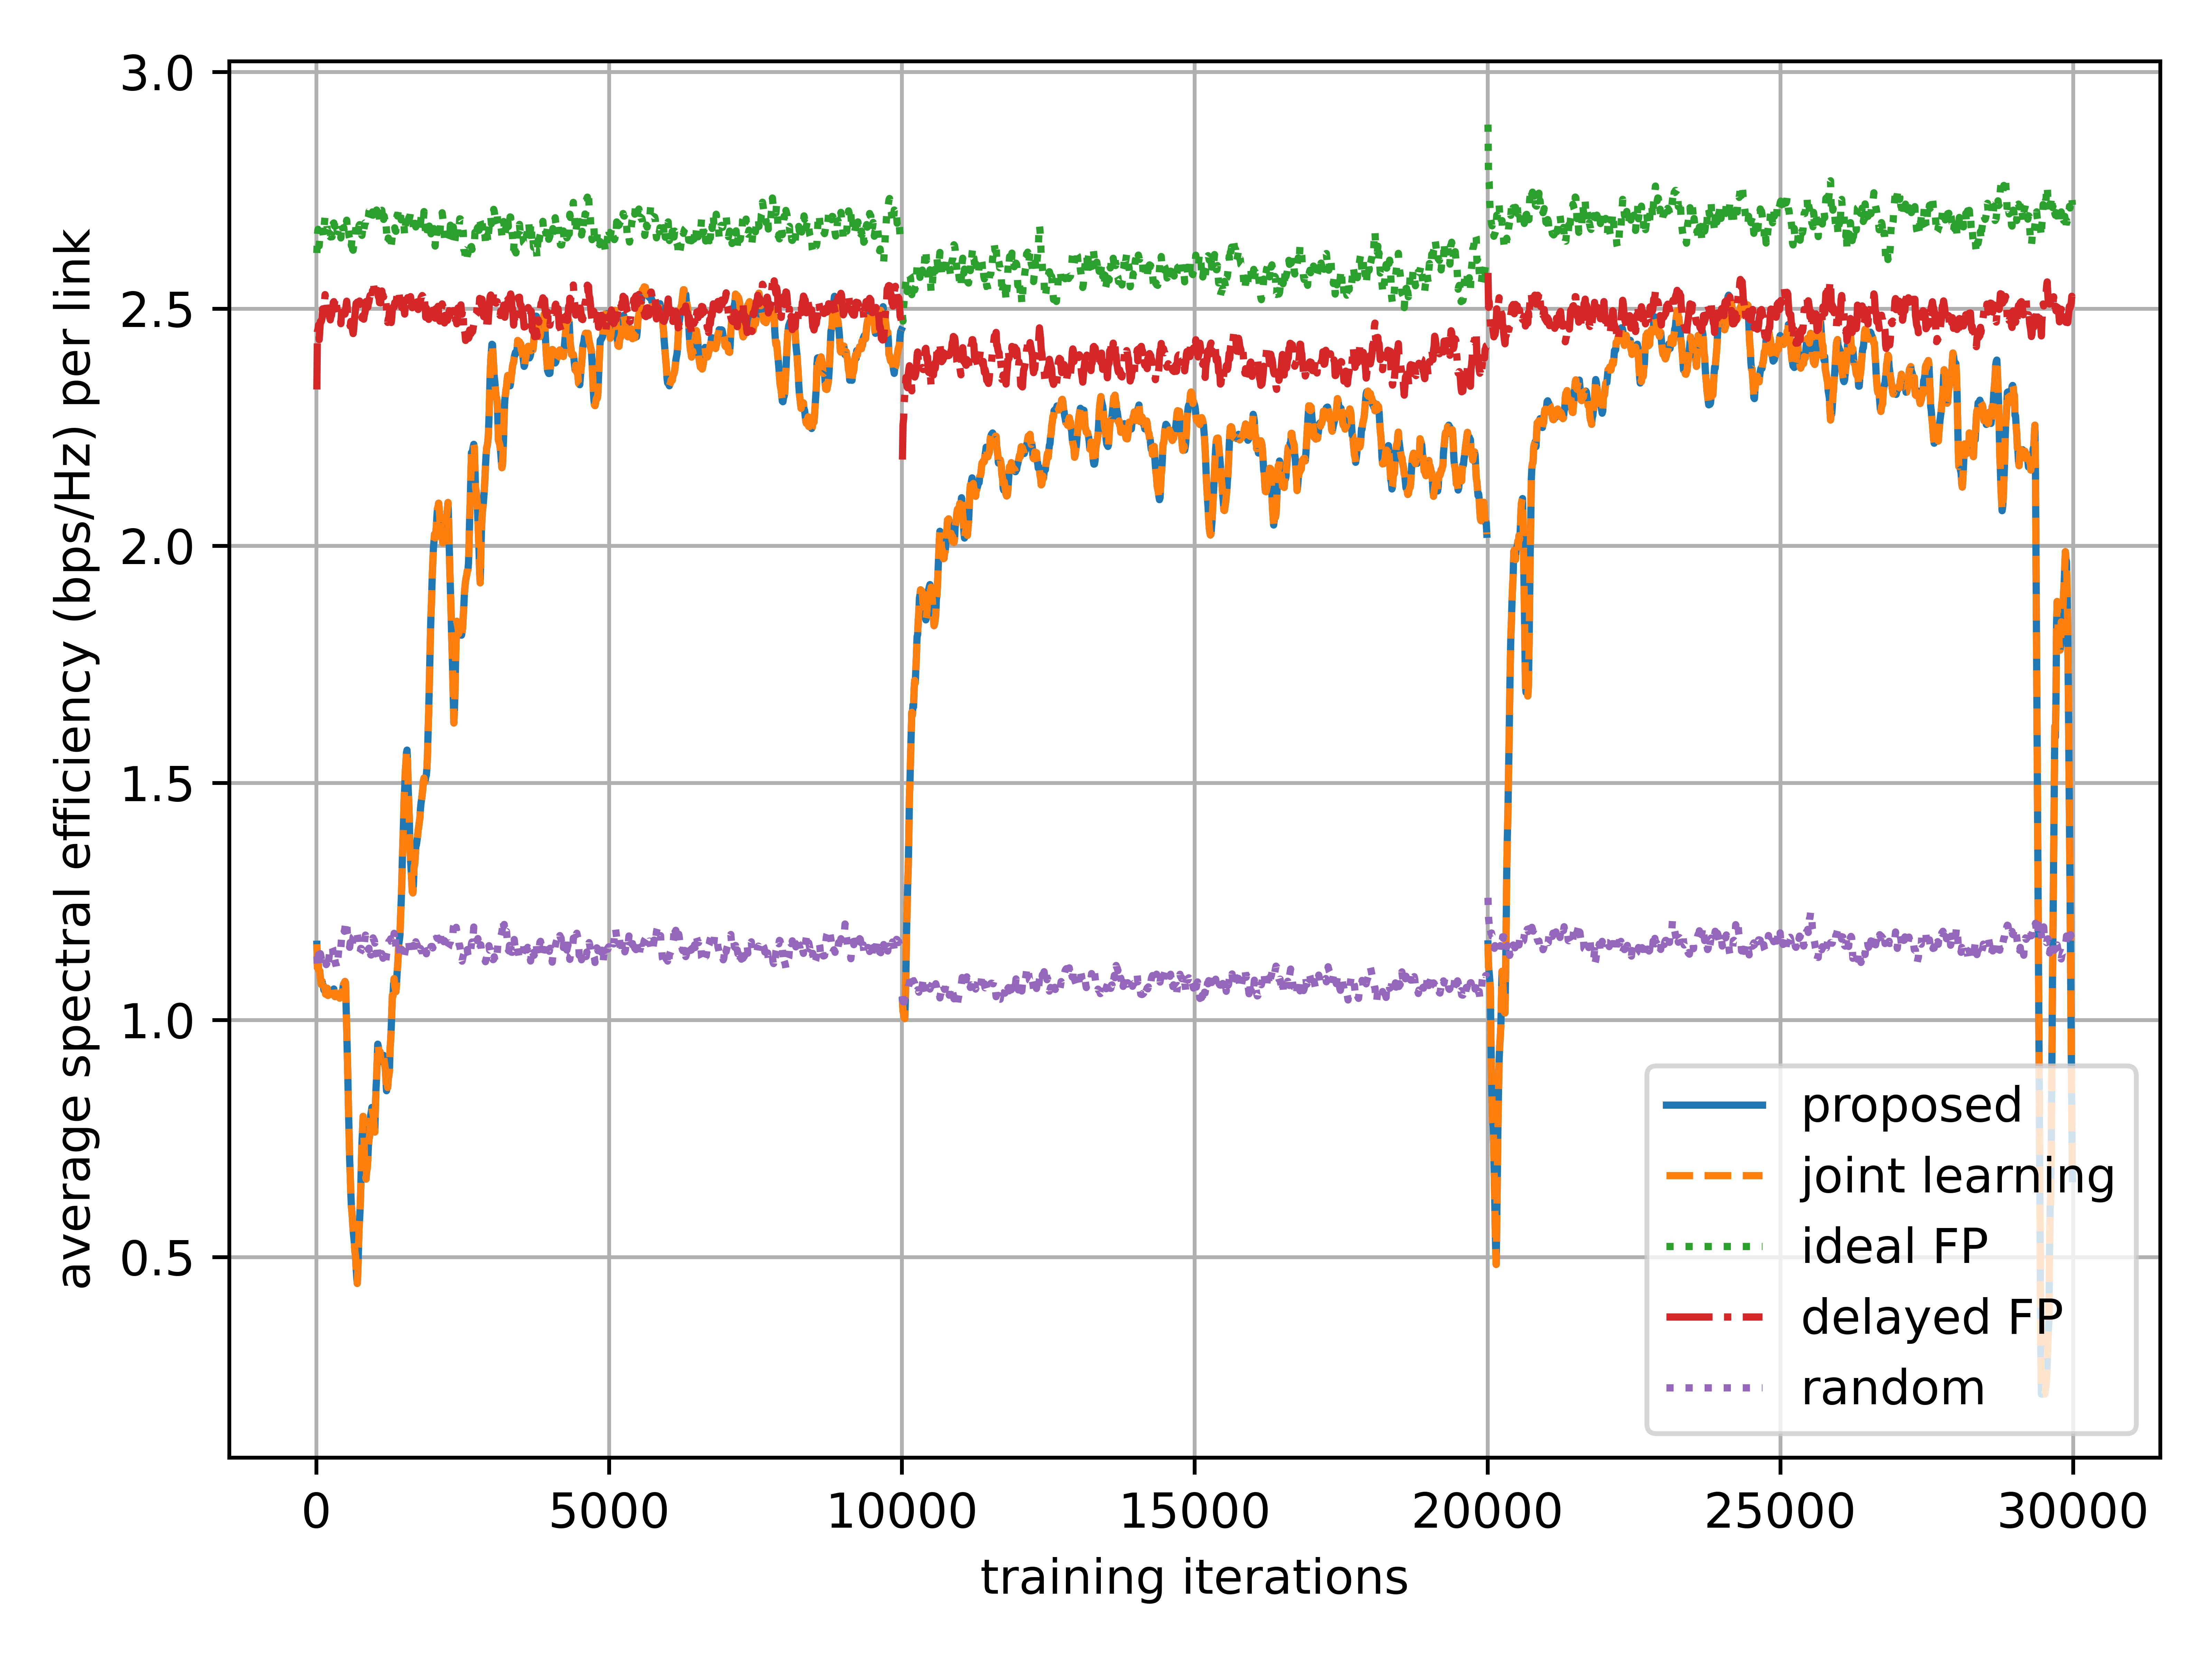 average spectral efficiency (bps/Hz) per link
3.0
2.5
2.0
1.5
1.0
0.5
proposed
joint learning
ideal FP
delayed FP
random
0 5000 10000 15000 20000 25000 30000
training iterations